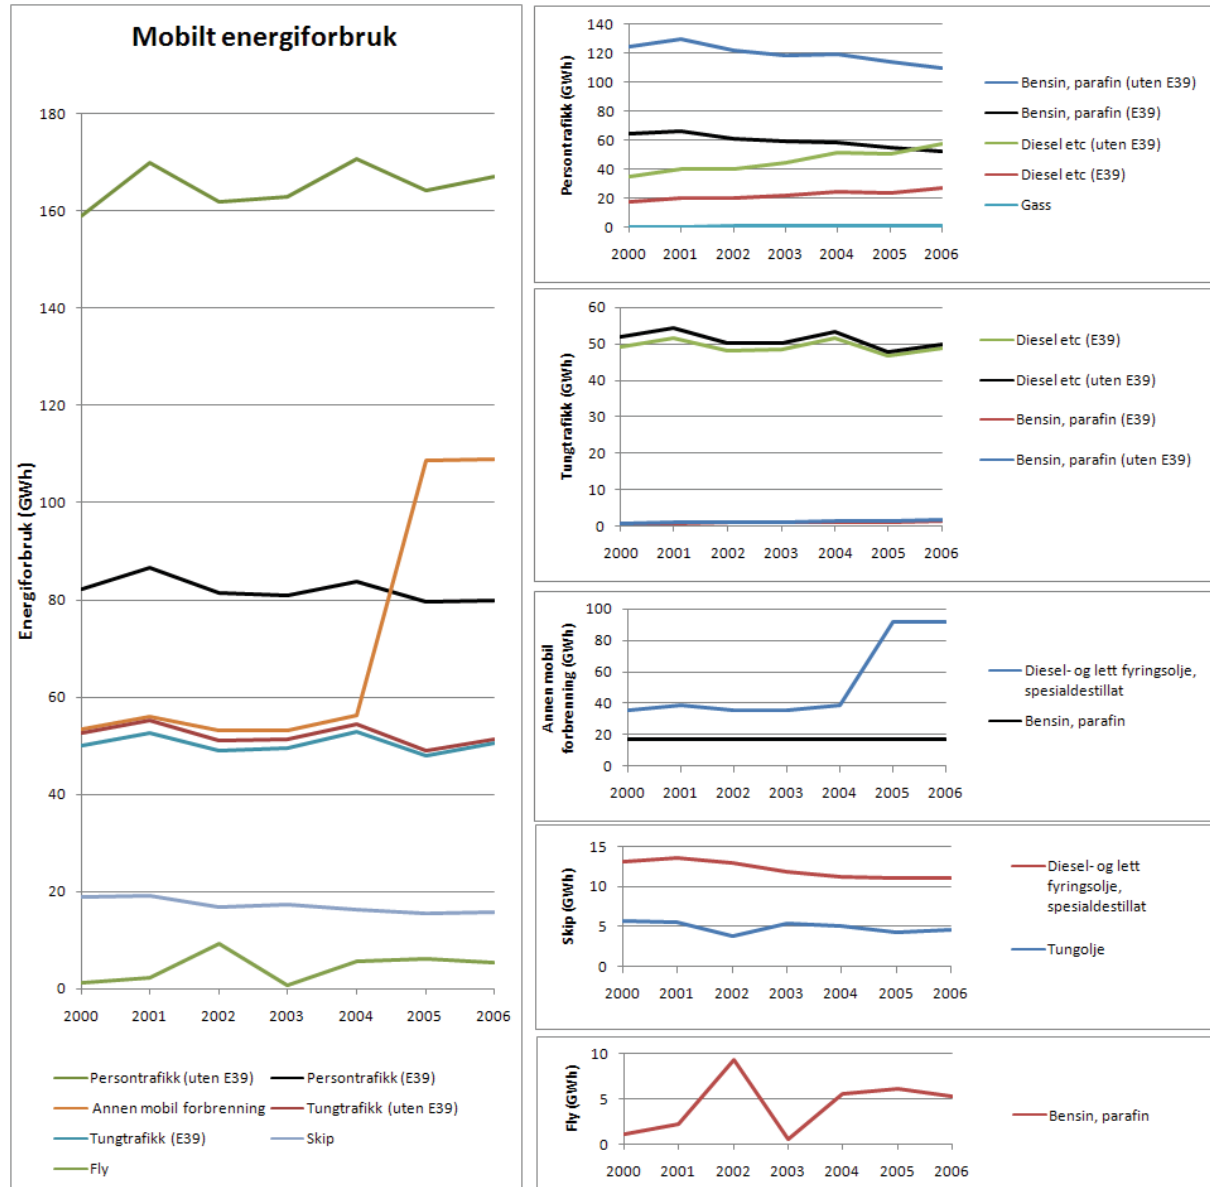 Mobilt energiforbruk
Energiforbruk (GWh)
180
160
140
120
100
80
60
40
20
0
2000 2001 2002 2003 2004 2005 2006
Persontrafikk (uten E39) Persontrafikk (E39)
Annen mobil forbrenning Tungtrafikk (uten E39)
Tungtrafikk (E39) Skip
Fly
Persontrafikk (GWh)
140
120
100
80
60
40
20
0
2000 2001 2002 2003 2004 2005 2006
Bensin, parafin (uten E39)
Bensin, parafin (E39)
Diesel etc (uten E39)
Diesel etc (E39)
Gass
Tungtrafikk (GWh)
60
50
40
30
20
10
0
2000 2001 2002 2003 2004 2005 2006
Diesel etc (E39)
Diesel etc (uten E39)
Bensin, parafin (E39)
Bensin, parafin (uten E39)
Annen mobil
forbrenning (GWh)
100
80
60
40
20
0
2000 2001 2002 2003 2004 2005 2006
Diesel- og lett fyringsolje,
spesialdestillat
Bensin, parafin
Skip (GWh)
15
10
5
0
2000 2001 2002 2003 2004 2005 2006
Diesel- og lett
fyringsolje,
spesialdestillat
Tungolje
Fly (GWh)
10
5
0
2000 2001 2002 2003 2004 2005 2006
Bensin, parafin